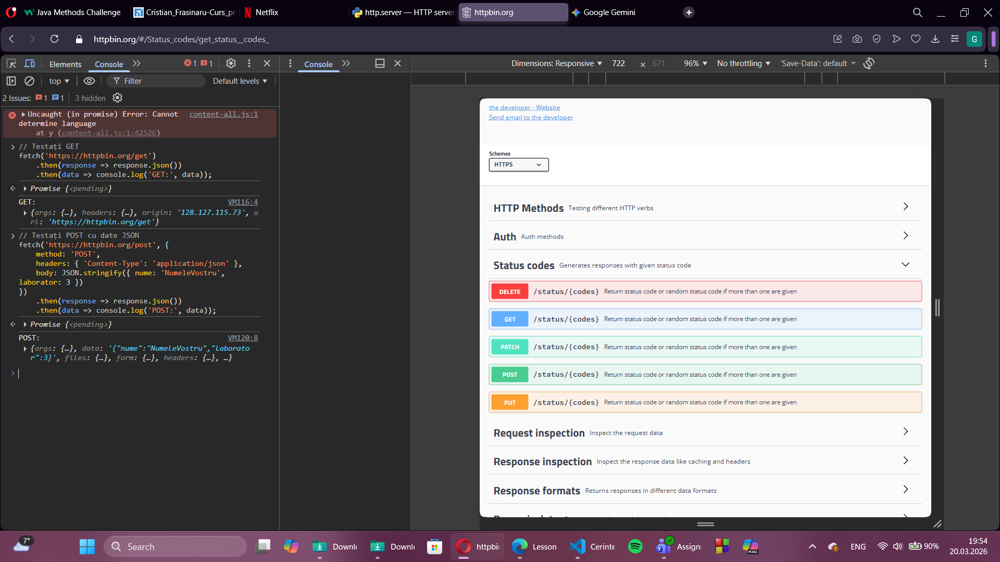 Java Methods Challenge
Cristian_Frasinaru-Curs_pr
Netflix
http.server — HTTP server
httpbin.org
Google Gemini
httpbin.org/#/Status_codes/get_status__codes_
G
Elements
Console
1
1
Console
Dimensions: Responsive
722
×
671
96%
No throttling
'Save-Data': default
top
Filter
Default levels
2 Issues:
1
1
3 hidden
Uncaught (in promise) Error: Cannot content-all.js:1
determine language
at y (content-all.js:1:42526)
// Testați GET
fetch('https://httpbin.org/get')
.then(response => response.json())
.then(data => console.log('GET:', data));
Promise {<pending>}
GET: VM116:4
{args: {…}, headers: {…}, origin: '128.127.115.73', u
rl: 'https://httpbin.org/get'}
// Testați POST cu date JSON
fetch('https://httpbin.org/post', {
method: 'POST',
headers: { 'Content-Type': 'application/json' },
body: JSON.stringify({ nume: 'NumeleVostru',
laborator: 3 })
})
.then(response => response.json())
.then(data => console.log('POST:', data));
Promise {<pending>}
POST: VM120:8
{args: {…}, data: '{"nume":"NumeleVostru","laborato
r":3}', files: {…}, form: {…}, headers: {…}, …}
the developer - Website
Send email to the developer
Schemes
HTTPS
HTTP Methods Testing different HTTP verbs
Auth Auth methods
Status codes Generates responses with given status code
DELETE /status/{codes} Return status code or random status code if more than one are given
GET /status/{codes} Return status code or random status code if more than one are given
PATCH /status/{codes} Return status code or random status code if more than one are given
POST /status/{codes} Return status code or random status code if more than one are given
PUT /status/{codes} Return status code or random status code if more than one are given
Request inspection Inspect the request data
Response inspection Inspect the response data like caching and headers
Response formats Returns responses in different data formats
7°
Search
Downl
Downl
httpbi
Lesson
Cerinte
Assign
M365
ENG
90%
19:54
20.03.2026